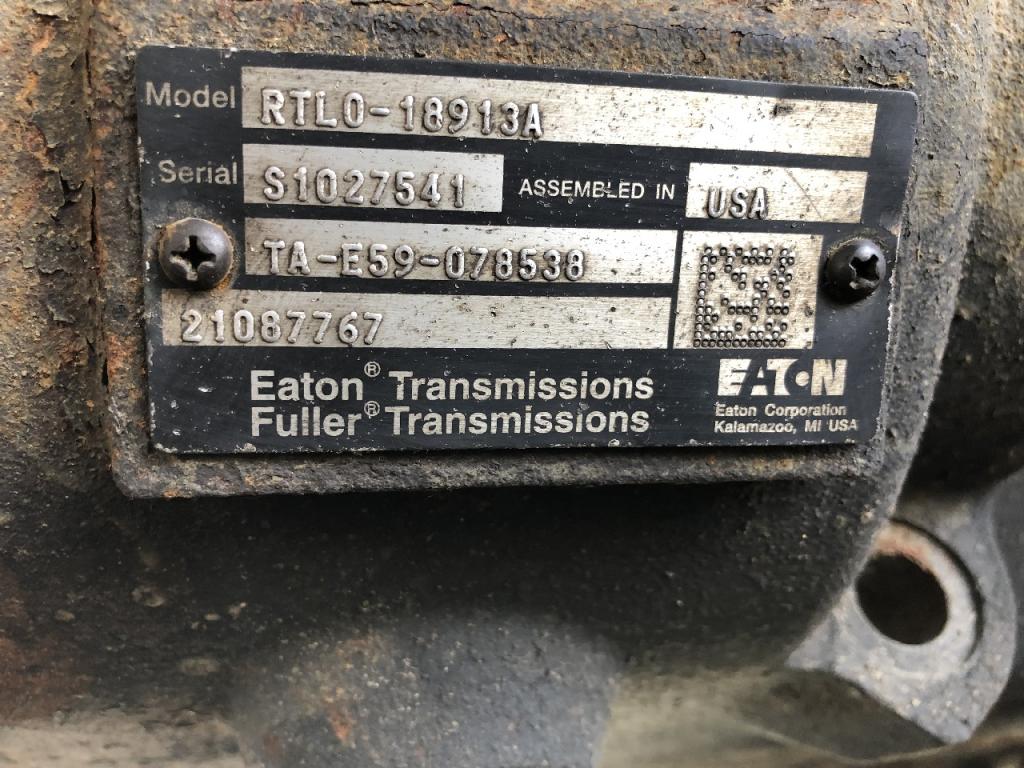 Model RTLO-18913A
Serial S1027541 ASSEMBLED IN USA
TA-E59-078538
21087767
Eaton® Transmissions
Fuller® Transmissions
EATON
Eaton Corporation
Kalamazoo, MI USA